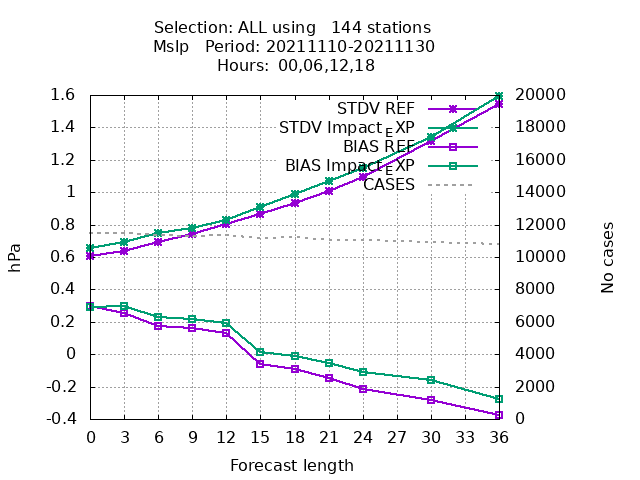 Selection: ALL using   144 stations
Mslp   Period: 20211110-20211130
Hours:  00,06,12,18
1.6
1.4
1.2
1
0.8
0.6
0.4
0.2
0
-0.2
-0.4
hPa
STDV REF
STDV Impact_EXP
BIAS REF
BIAS Impact_EXP
CASES
20000
18000
16000
14000
12000
10000
8000
6000
4000
2000
0
No cases
0 3 6 9 12 15 18 21 24 27 30 33 36
Forecast length